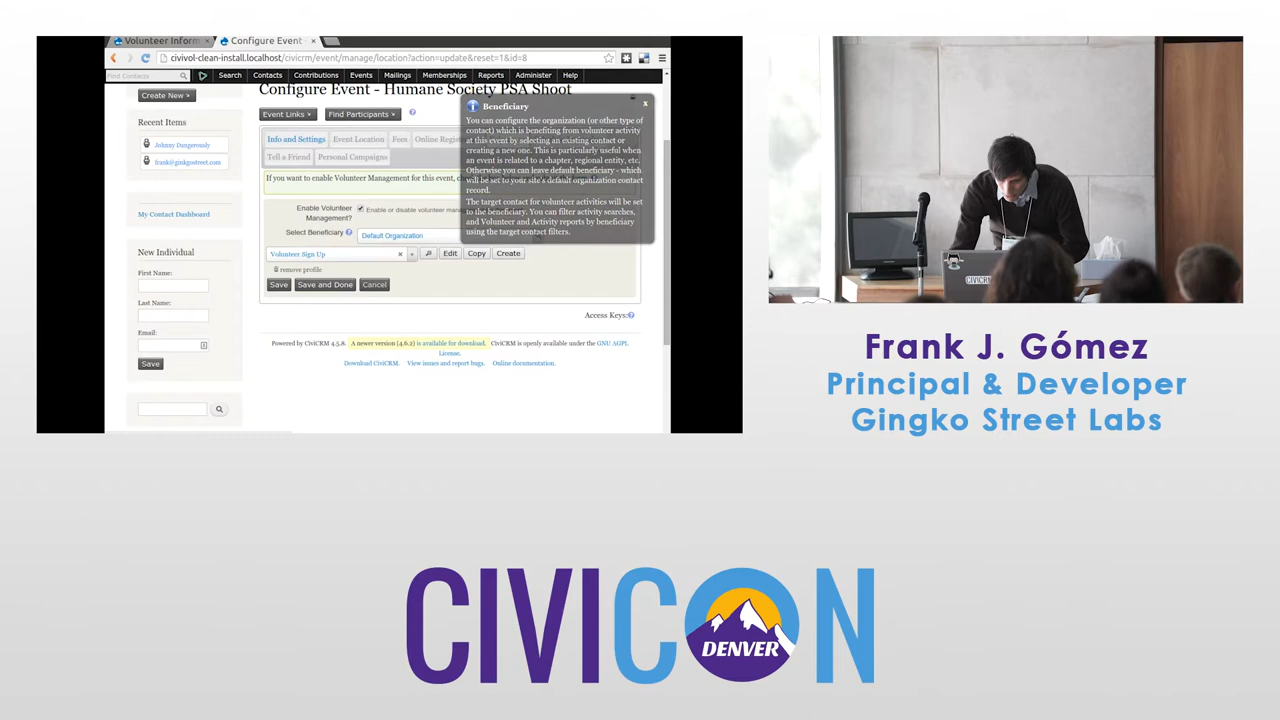 Volunteer Inform
Configure Event
civivol-clean-install.localhost/civicrm/event/manage/location?action=update&reset=1&id=8
Find Contacts
Search Contacts Contributions Events Mailings Memberships Reports Administer Help
Create New »
Recent Items
Johnny Dangerously
frank@ginkgostreet.com
My Contact Dashboard
New Individual
First Name:
Last Name:
Email:
Save
Configure Event - Humane Society PSA Shoot
Event Links » Find Participants »
Info and Settings Event Location Fees Online Regist
Tell a Friend Personal Campaigns
If you want to enable Volunteer Management for this event, c
Enable Volunteer
Management?
Enable or disable volunteer mana
Select Beneficiary
Default Organization
Volunteer Sign Up
Edit Copy Create
remove profile
Save Save and Done Cancel
Access Keys:
Powered by CiviCRM 4.5.8. A newer version (4.6.2) is available for download. CiviCRM is openly available under the GNU AGPL
License.
Download CiviCRM. View issues and report bugs. Online documentation.
Beneficiary
x
You can configure the organization (or other type of
contact) which is benefiting from volunteer activity
at this event by selecting an existing contact or
creating a new one. This is particularly useful when
an event is related to a chapter, regional entity, etc.
Otherwise you can leave default beneficiary - which
will be set to your site's default organization contact
record.
The target contact for volunteer activities will be set
to the beneficiary. You can filter activity searches,
and Volunteer and Activity reports by beneficiary
using the target contact filters.
CIVICRM
Frank J. Gómez
Principal & Developer
Gingko Street Labs
CIVICON
DENVER